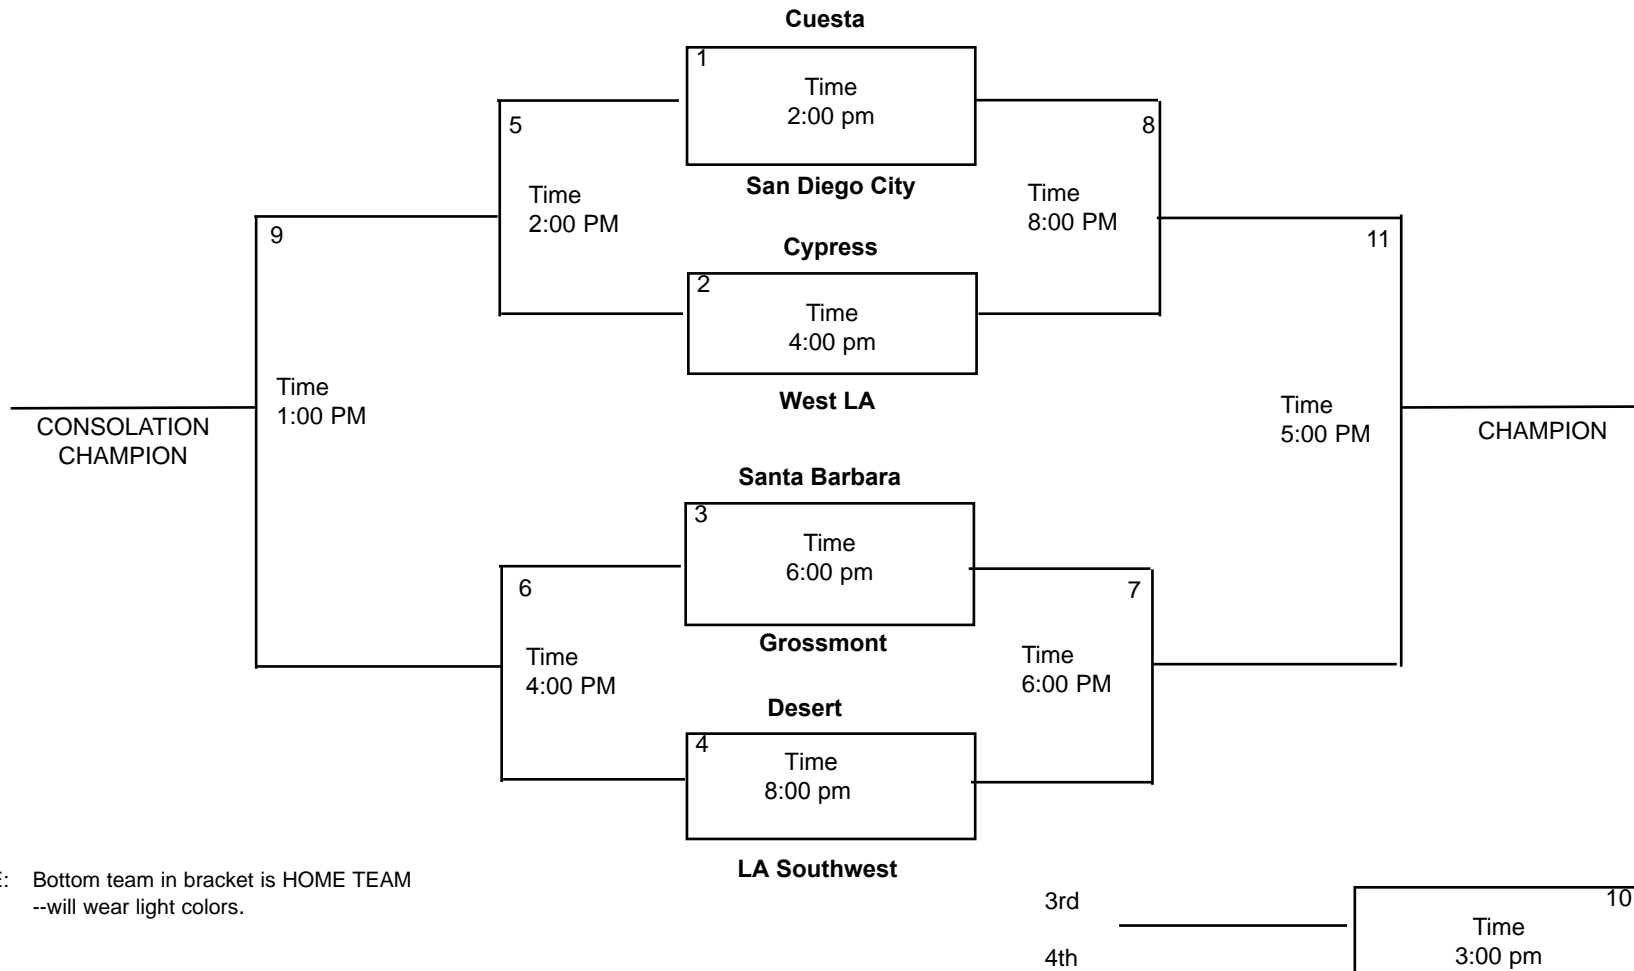 Cuesta
1
Time
2:00 pm
5
8
San Diego City
Time
2:00 PM
Time
8:00 PM
9
11
Cypress
2
Time
4:00 pm
Time
1:00 PM
West LA
Time
5:00 PM
CONSOLATION
CHAMPION
CHAMPION
Santa Barbara
3
Time
6:00 pm
6
7
Grossmont
Time
4:00 PM
Time
6:00 PM
Desert
4
Time
8:00 pm
LA Southwest
E: Bottom team in bracket is HOME TEAM
--will wear light colors.
3rd
10
Time
3:00 pm
4th